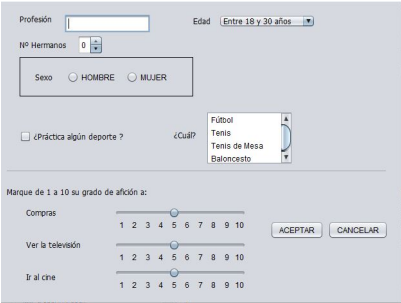 Profesión
Edad Entre 18 y 30 años
Nº Hermanos 0
Sexo HOMBRE MUJER
¿Práctica algún deporte ? ¿Cuál?
Fútbol
Tenis
Tenis de Mesa
Baloncesto
Marque de 1 a 10 su grado de afición a:
Compras
1 2 3 4 5 6 7 8 9 10
ACEPTAR CANCELAR
Ver la televisión
1 2 3 4 5 6 7 8 9 10
Ir al cine
1 2 3 4 5 6 7 8 9 10